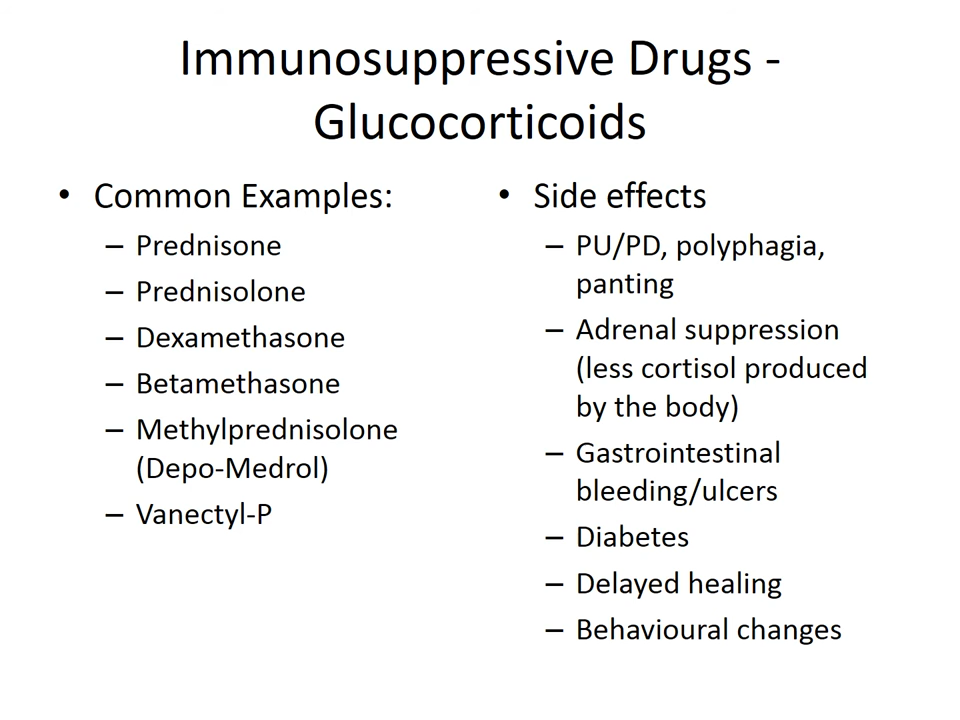 Immunosuppressive Drugs -
Glucocorticoids
• Common Examples:
– Prednisone
– Prednisolone
– Dexamethasone
– Betamethasone
– Methylprednisolone
(Depo-Medrol)
– Vanectyl-P
• Side effects
– PU/PD, polyphagia,
panting
– Adrenal suppression
(less cortisol produced
by the body)
– Gastrointestinal
bleeding/ulcers
– Diabetes
– Delayed healing
– Behavioural changes